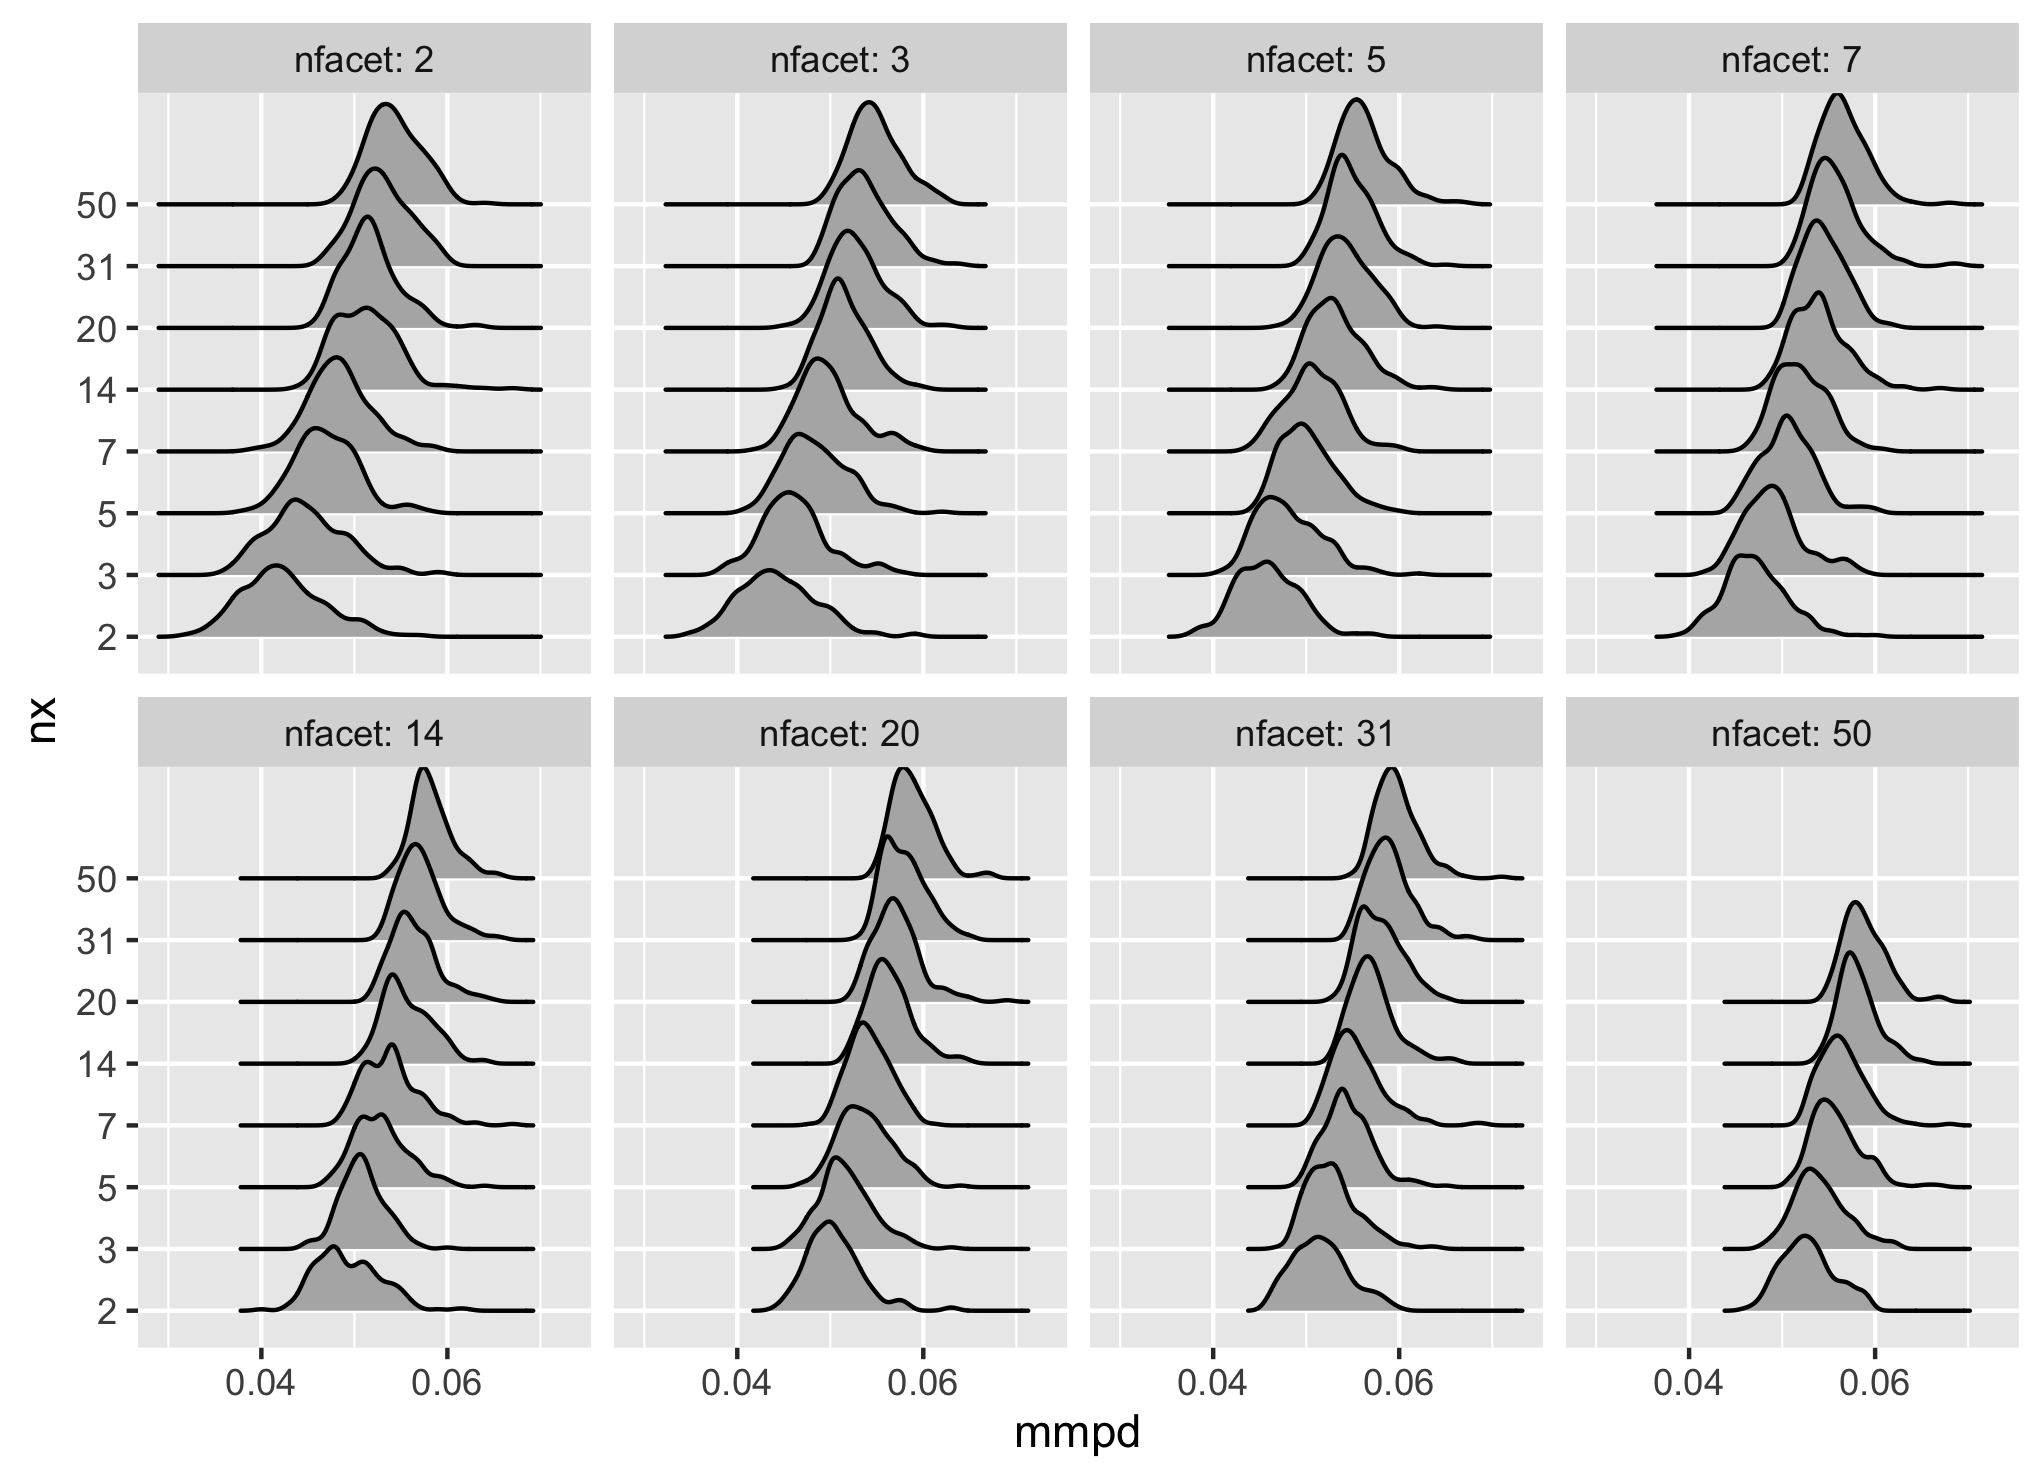 nfacet: 2
nfacet: 3
nfacet: 5
nfacet: 7
50
31
20
14
7
5
3
2
nx
nfacet: 14
nfacet: 20
nfacet: 31
nfacet: 50
50
31
20
14
7
5
3
2
0.04 0.06
0.04 0.06
0.04 0.06
0.04 0.06
mmpd